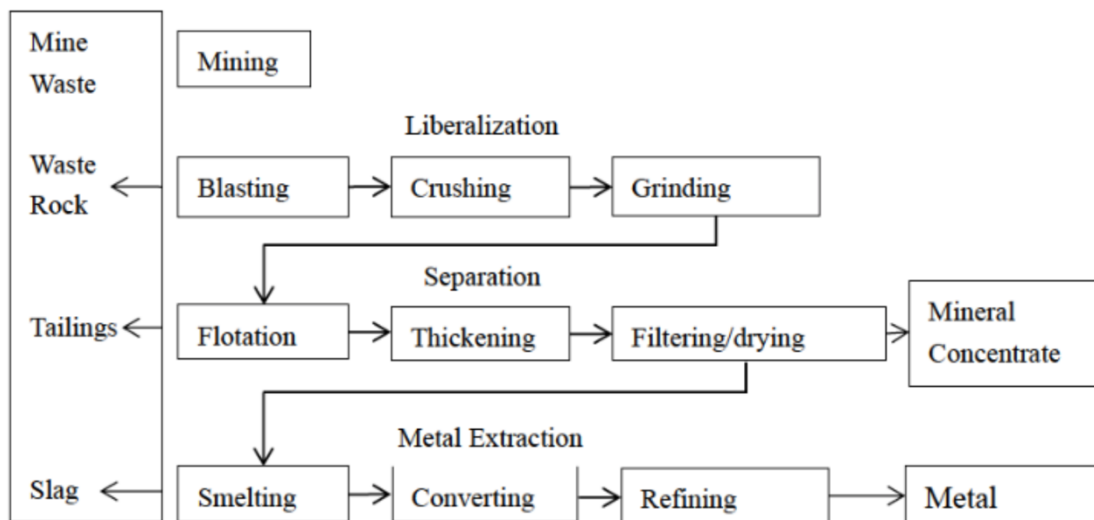 Mine
Waste
Mining
Liberalization
Waste
Rock
Blasting
Crushing
Grinding
Separation
Tailings
Flotation
Thickening
Filtering/drying
Mineral
Concentrate
Metal Extraction
Slag
Smelting
Converting
Refining
Metal